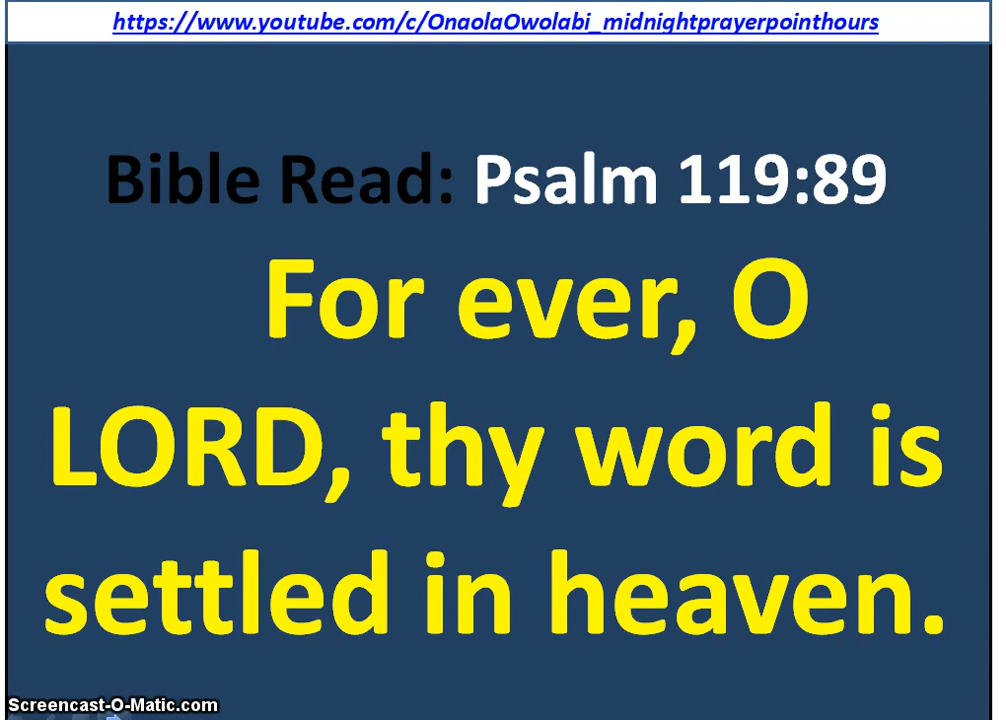 https://www.youtube.com/c/OnaolaOwolabi_midnightprayerpointhours
Bible Read: Psalm 119:89
For ever, O
LORD, thy word is
settled in heaven.
Screencast-O-Matic.com